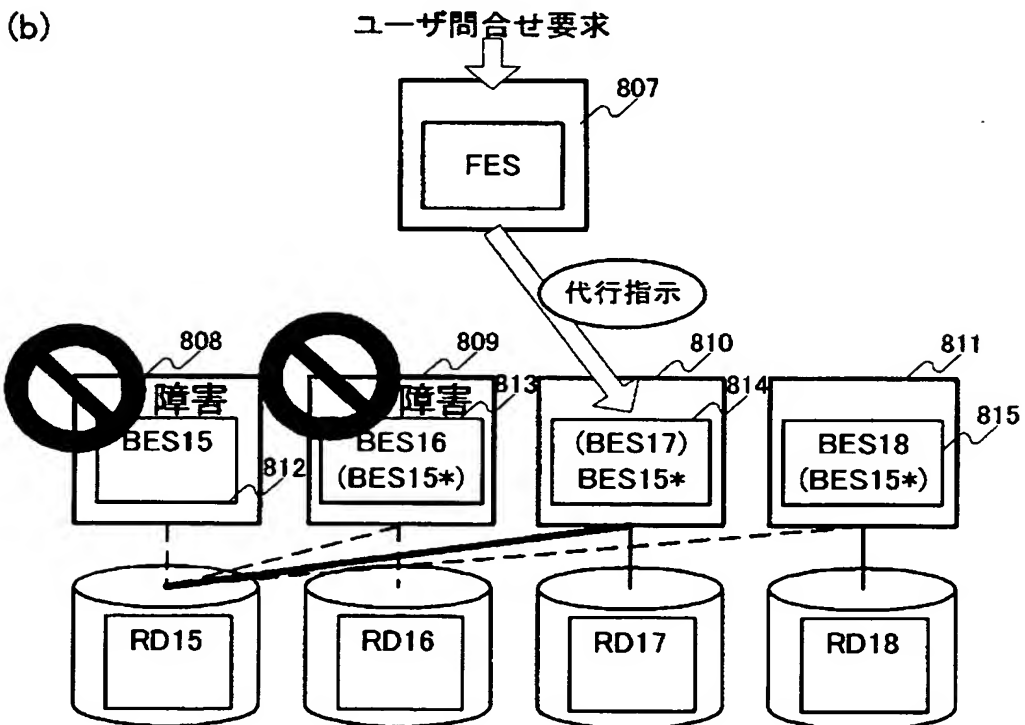 (b)
ユーザ問合せ要求
807
FES
代行指示
808
809
810
811
障害
障害
813
814
815
BES15
812
BES16
(BES15*)
(BES17)
BES15*
BES18
(BES15*)
RD15
RD16
RD17
RD18